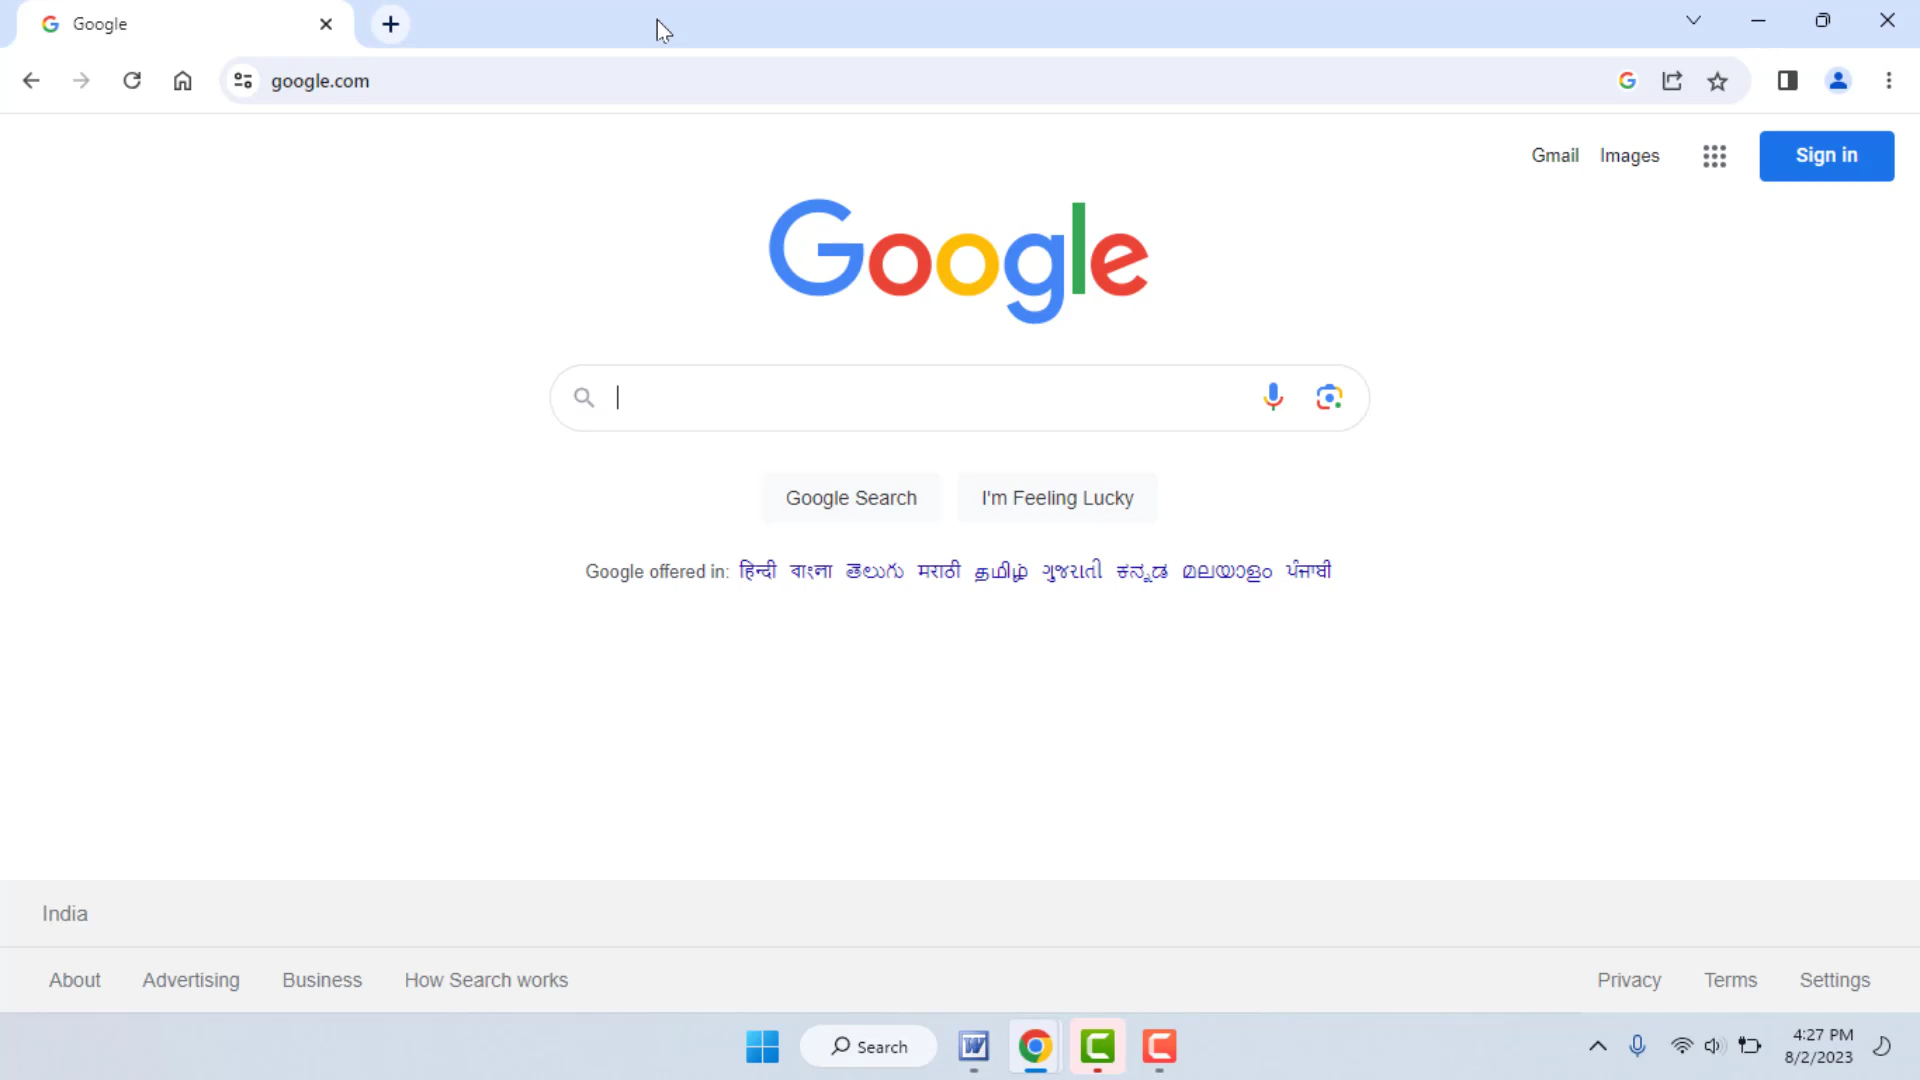 Google
google.com
Gmail Images Sign in
Google
Google Search I'm Feeling Lucky
Google offered in: हिन्दी বাংলা తెలుగు मराठी தமிழ் ગુજરાતી ಕನ್ನಡ മലയാളം ਪੰਜਾਬੀ
India
About Advertising Business How Search works Privacy Terms Settings
Search
4:27 PM
8/2/2023